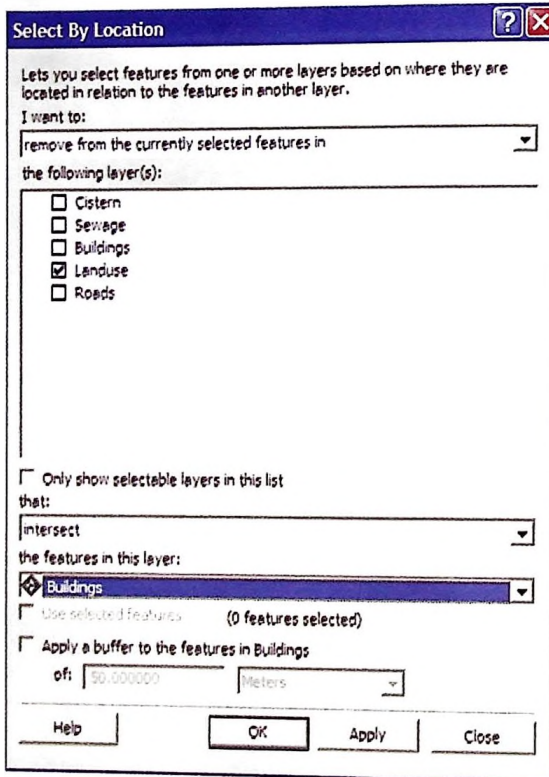 Select By Location
Lets you select features from one or more layers based on where they are
located in relation to the features in another layer.
I want to:
remove from the currently selected features in
the following layer(s):
Cistern
Sewage
Buildings
Landuse
Roads
Only show selectable layers in this list
that:
intersect
the features in this layer:
Buildings
Use selected features (0 features selected)
Apply a buffer to the features in Buildings
of: 50.000000 Meters
Help OK Apply Close